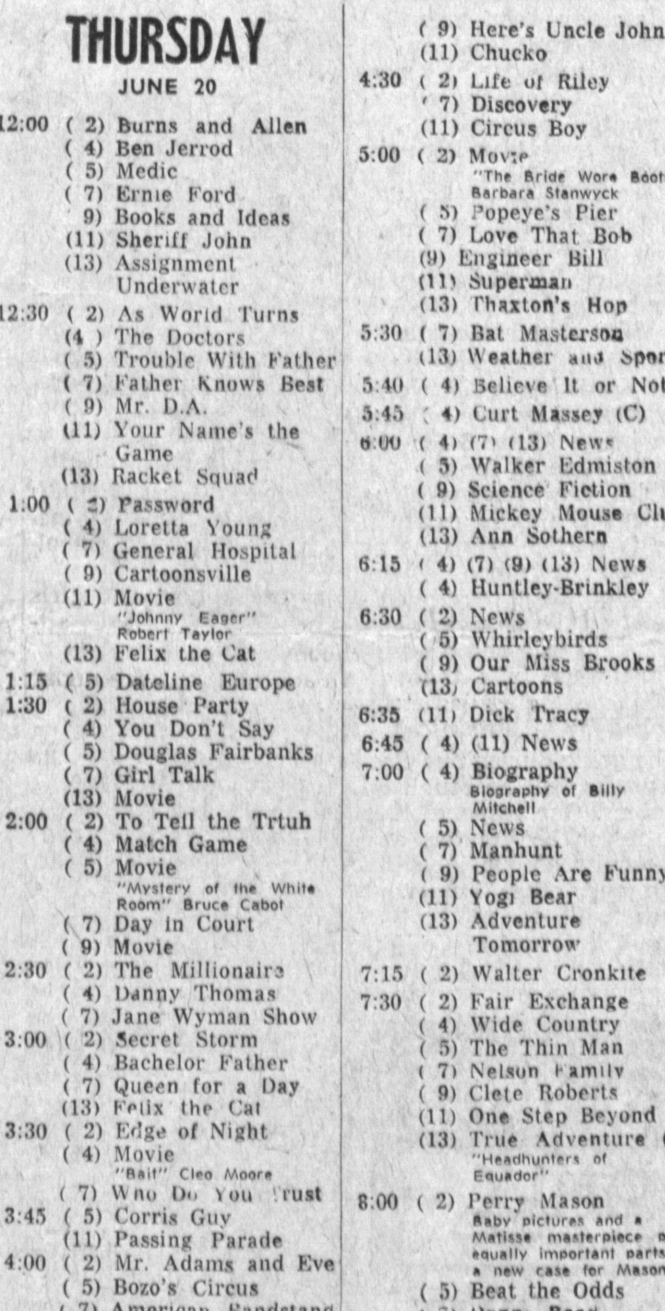 THURSDAY
JUNE 20
12:00 ( 2) Burns and Allen
( 4) Ben Jerrod
( 5) Medic
( 7) Ernie Ford
9) Books and Ideas
(11) Sheriff John
(13) Assignment
Underwater
12:30 ( 2) As World Turns
(4 ) The Doctors
( 5) Trouble With Father
( 7) Father Knows Best
( 9) Mr. D.A.
(11) Your Name's the
Game
(13) Racket Squad
1:00 ( 2) Password
( 4) Loretta Young
( 7) General Hospital
( 9) Cartoonsville
(11) Movie
"Johnny Eager"
Robert Taylor
(13) Felix the Cat
1:15 ( 5) Dateline Europe
1:30 ( 2) House Party
( 4) You Don't Say
( 5) Douglas Fairbanks
( 7) Girl Talk
(13) Movie
2:00 ( 2) To Tell the Trtuh
( 4) Match Game
( 5) Movie
"Mystery of the White
Room" Bruce Cabot
( 7) Day in Court
( 9) Movie
2:30 ( 2) The Millionaire
( 4) Danny Thomas
( 7) Jane Wyman Show
3:00 ( 2) Secret Storm
( 4) Bachelor Father
( 7) Queen for a Day
(13) Felix the Cat
3:30 ( 2) Edge of Night
( 4) Movie
"Bait" Cleo Moore
( 7) Who Do You Trust
3:45 ( 5) Corris Guy
(11) Passing Parade
4:00 ( 2) Mr. Adams and Eve
( 5) Bozo's Circus
( 7) American Bandstand
( 9) Here's Uncle John
(11) Chucko
4:30 ( 2) Life of Riley
( 7) Discovery
(11) Circus Boy
5:00 ( 2) Movie
"The Bride Wore Boot
Barbara Stanwyck
( 5) Popeye's Pier
( 7) Love That Bob
(9) Engineer Bill
(11) Superman
(13) Thaxton's Hop
5:30 ( 7) Bat Masterson
(13) Weather and Spor
5:40 ( 4) Believe It or Not
5:45 ( 4) Curt Massey (C)
6:00 ( 4) (7) (13) News
( 5) Walker Edmiston
( 9) Science Fiction
(11) Mickey Mouse Clu
(13) Ann Sothern
6:15 ( 4) (7) (9) (13) News
( 4) Huntley-Brinkley
6:30 ( 2) News
( 5) Whirleybirds
( 9) Our Miss Brooks
(13) Cartoons
6:35 (11) Dick Tracy
6:45 ( 4) (11) News
7:00 ( 4) Biography
Biography of Billy
Mitchell
( 5) News
( 7) Manhunt
( 9) People Are Funny
(11) Yogi Bear
(13) Adventure
Tomorrow
7:15 ( 2) Walter Cronkite
7:30 ( 2) Fair Exchange
( 4) Wide Country
( 5) The Thin Man
( 7) Nelson Family
( 9) Clete Roberts
(11) One Step Beyond
(13) True Adventure (
"Headhunters of
Equador"
8:00 ( 2) Perry Mason
Baby pictures and a
Matisse masterpiece
equally important parts
a new case for Mason
( 5) Beat the Odds